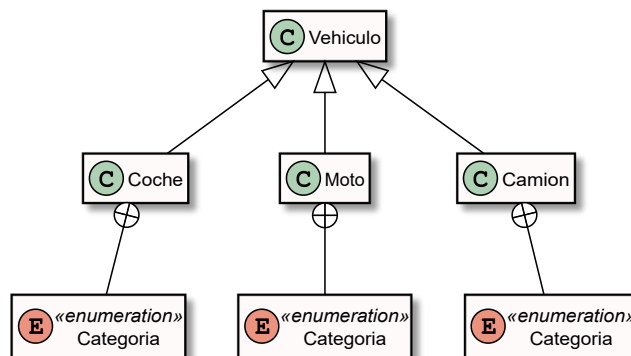 C Vehiculo
C Coche
C Moto
C Camion
E «enumeration»
Categoria
E «enumeration»
Categoria
E «enumeration»
Categoria